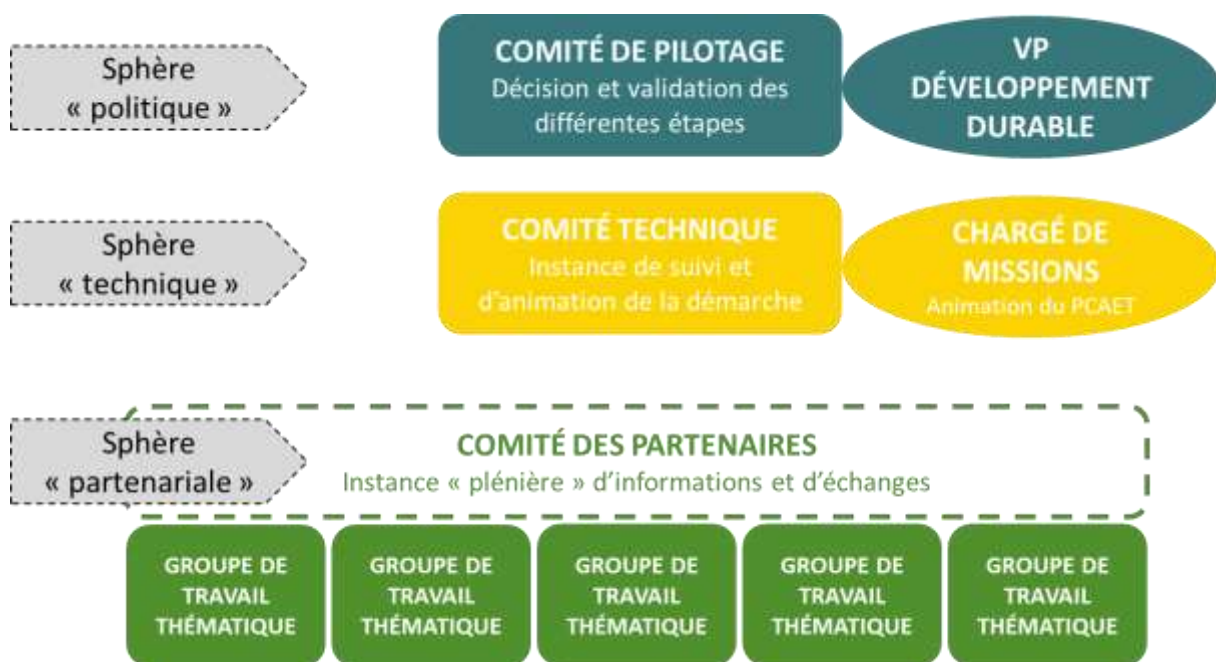 Sphère
« politique »
COMITÉ DE PILOTAGE
Décision et validation des
différentes étapes
VP
DÉVELOPPEMENT
DURABLE
Sphère
« technique »
COMITÉ TECHNIQUE
Instance de suivi et
d'animation de la démarche
CHARGÉ DE
MISSIONS
Animation du PCAET
Sphère
« partenariale »
COMITÉ DES PARTENAIRES
Instance « plénière » d'informations et d'échanges
GROUPE DE
TRAVAIL
THÉMATIQUE
GROUPE DE
TRAVAIL
THÉMATIQUE
GROUPE DE
TRAVAIL
THÉMATIQUE
GROUPE DE
TRAVAIL
THÉMATIQUE
GROUPE DE
TRAVAIL
THÉMATIQUE